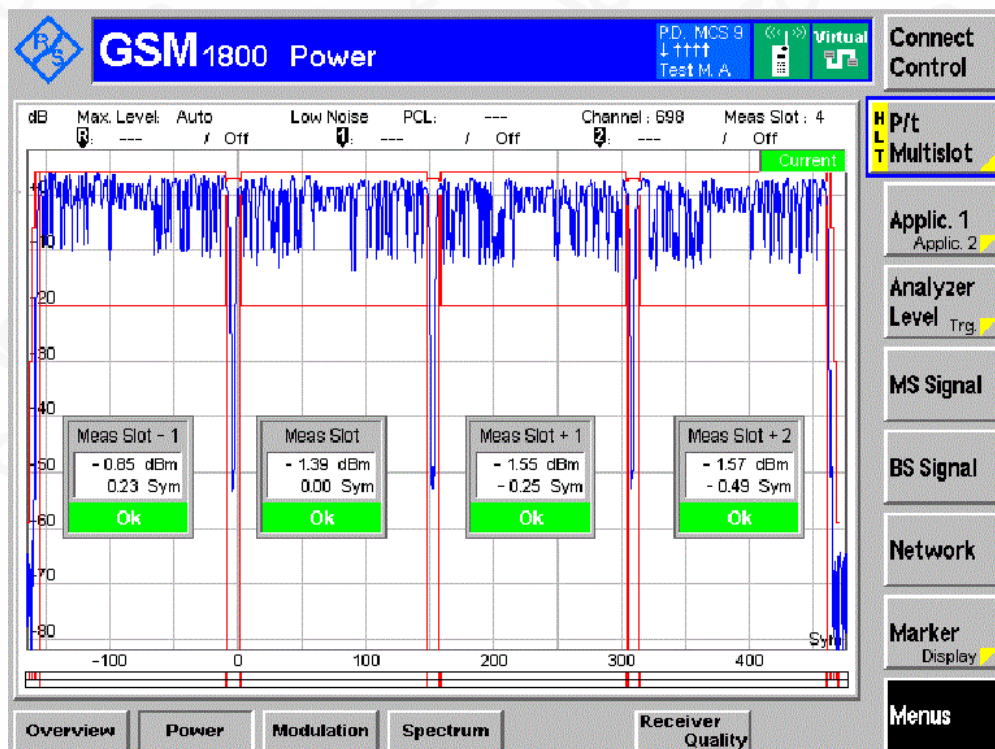 R/S
GSM 1800 Power
P.D. MCS 9
↓ ↑↑↑↑
Test M. A.
Virtual
Connect
Control
dB Max. Level: Auto Low Noise PCL: --- Channel : 698 Meas Slot : 4
R: --- / Off 1: --- / Off 2: --- / Off
Current
H
L
T
P/t
Multislot
Applic. 1
Applic. 2
Analyzer
Level Trg.
MS Signal
BS Signal
Network
Marker
Display
Menus
+0
-10
-20
-30
-40
-50
-60
-70
-80
Meas Slot - 1
- 0.85 dBm
0.23 Sym
Ok
Meas Slot
- 1.39 dBm
0.00 Sym
Ok
Meas Slot + 1
- 1.55 dBm
- 0.25 Sym
Ok
Meas Slot + 2
- 1.57 dBm
- 0.49 Sym
Ok
Sym
-100 0 100 200 300 400
Overview Power Modulation Spectrum Receiver Quality